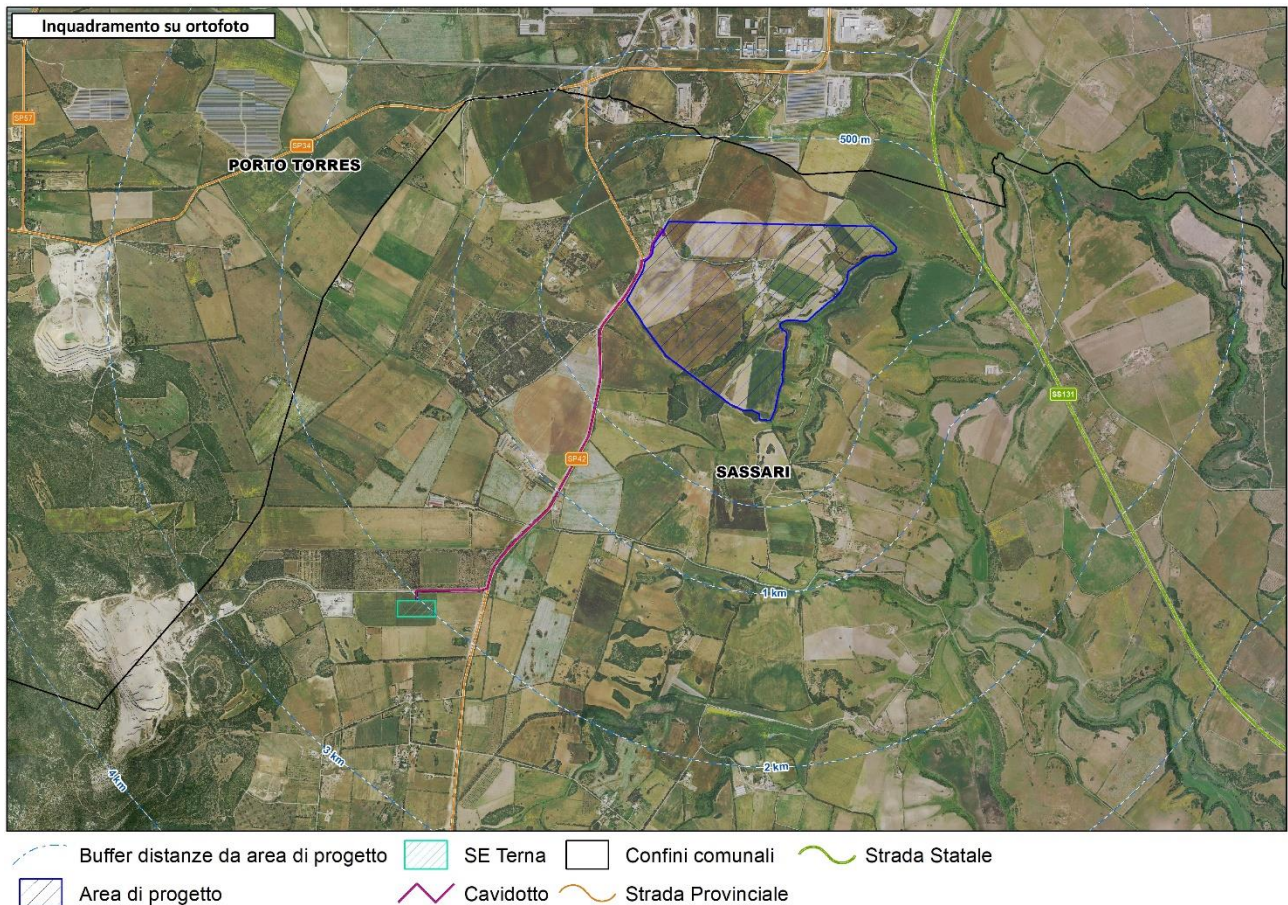 Inquadramento su ortofoto
500 m
SP57
SP34
PORTO TORRES
SS131
SP42
SASSARI
1 km
3 km
2 km
4 km
Buffer distanze da area di progetto
SE Terna
Confini comunali
Strada Statale
Area di progetto
Cavidotto
Strada Provinciale